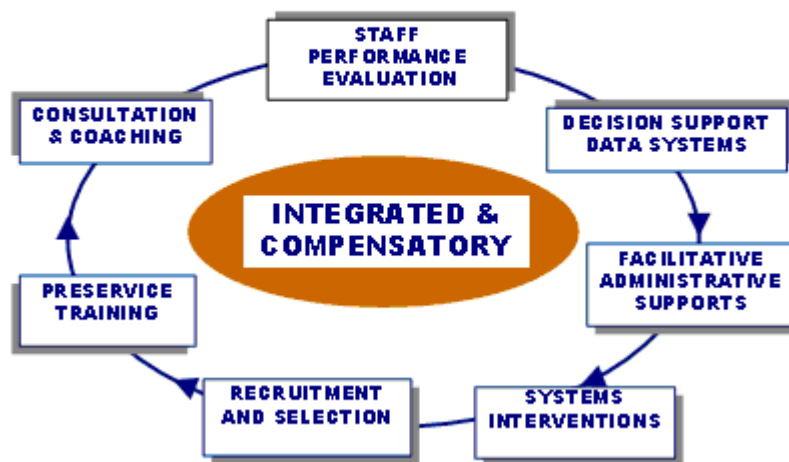 STAFF
PERFORMANCE
EVALUATION
CONSULTATION
& COACHING
DECISION SUPPORT
DATA SYSTEMS
INTEGRATED &
COMPENSATORY
PRESERVICE
TRAINING
FACILITATIVE
ADMINISTRATIVE
SUPPORTS
RECRUITMENT
AND SELECTION
SYSTEMS
INTERVENTIONS